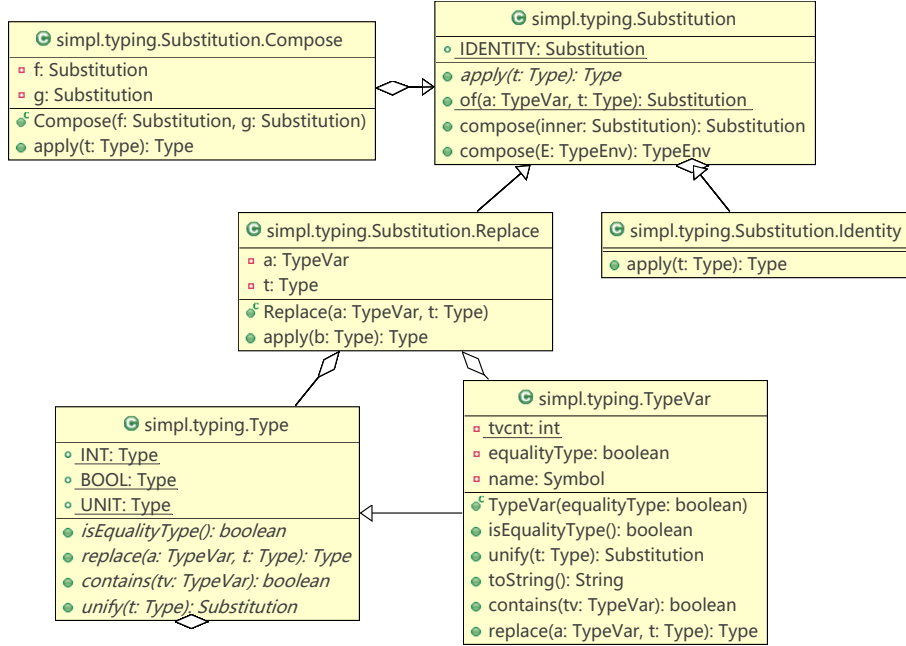 simpl.typing.Substitution.Compose
f: Substitution
g: Substitution
Compose(f: Substitution, g: Substitution)
apply(t: Type): Type
simpl.typing.Substitution
IDENTITY: Substitution
apply(t: Type): Type
of(a: TypeVar, t: Type): Substitution
compose(inner: Substitution): Substitution
compose(E: TypeEnv): TypeEnv
simpl.typing.Substitution.Replace
a: TypeVar
t: Type
Replace(a: TypeVar, t: Type)
apply(b: Type): Type
simpl.typing.Substitution.Identity
apply(t: Type): Type
simpl.typing.Type
INT: Type
BOOL: Type
UNIT: Type
isEqualityType(): boolean
replace(a: TypeVar, t: Type): Type
contains(tv: TypeVar): boolean
unify(t: Type): Substitution
simpl.typing.TypeVar
tvcnt: int
equalityType: boolean
name: Symbol
TypeVar(equalityType: boolean)
isEqualityType(): boolean
unify(t: Type): Substitution
toString(): String
contains(tv: TypeVar): boolean
replace(a: TypeVar, t: Type): Type